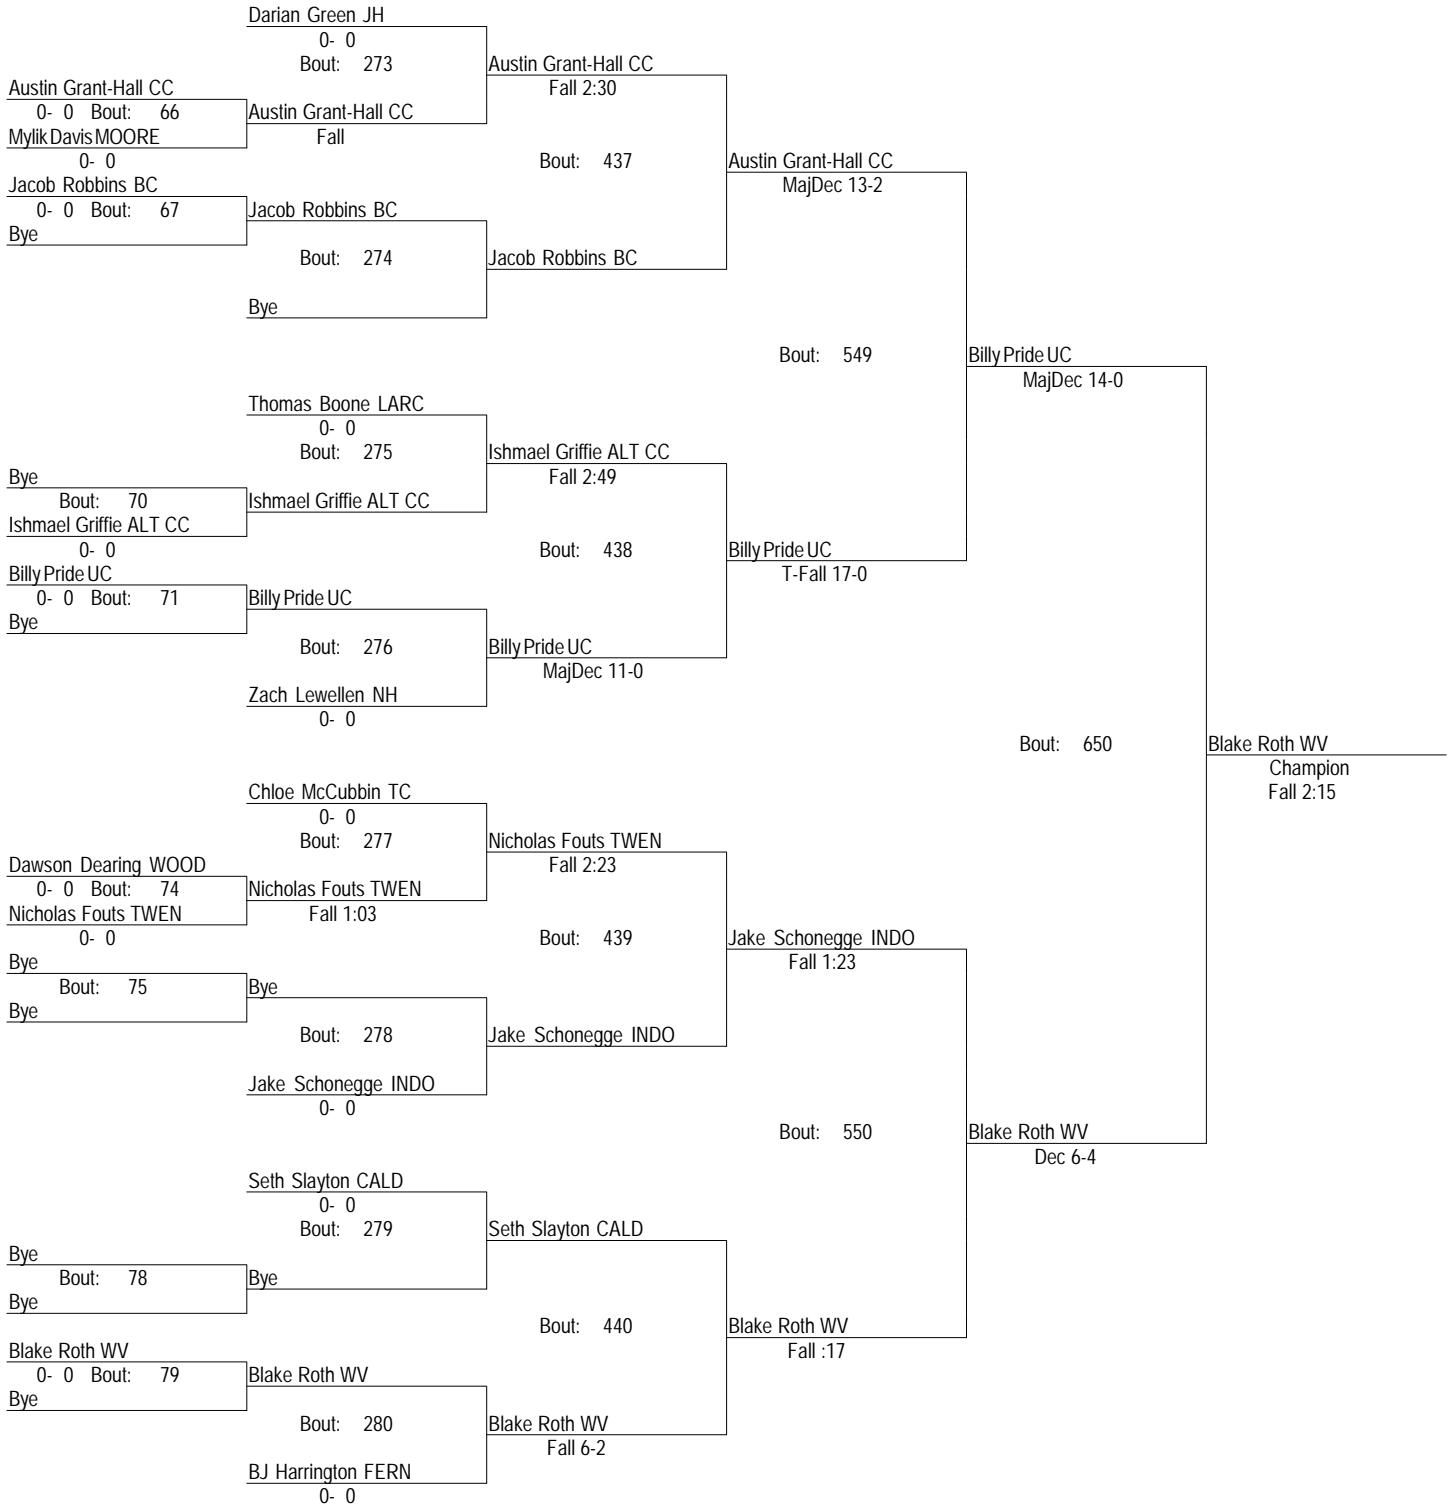 Darian Green JH
0- 0
Bout: 273
Austin Grant-Hall CC
Fall 2:30
Austin Grant-Hall CC
0- 0 Bout: 66
Austin Grant-Hall CC
Fall
Mylik Davis MOORE
0- 0
Bout: 437
Austin Grant-Hall CC
MajDec 13-2
Jacob Robbins BC
0- 0 Bout: 67
Jacob Robbins BC
Bye
Bout: 274
Jacob Robbins BC
Bye
Bout: 549
Billy Pride UC
MajDec 14-0
Thomas Boone LARC
0- 0
Bout: 275
Ishmael Griffie ALT CC
Fall 2:49
Bye
Bout: 70
Ishmael Griffie ALT CC
Ishmael Griffie ALT CC
0- 0
Bout: 438
Billy Pride UC
T-Fall 17-0
Billy Pride UC
0- 0 Bout: 71
Billy Pride UC
Bye
Bout: 276
Billy Pride UC
MajDec 11-0
Zach Lewellen NH
0- 0
Bout: 650
Blake Roth WV
Champion
Fall 2:15
Chloe McCubbin TC
0- 0
Bout: 277
Nicholas Fouts TWEN
Fall 2:23
Dawson Dearing WOOD
0- 0 Bout: 74
Nicholas Fouts TWEN
Fall 1:03
Nicholas Fouts TWEN
0- 0
Bout: 439
Jake Schonegge INDO
Fall 1:23
Bye
Bout: 75
Bye
Bye
Bout: 278
Jake Schonegge INDO
Jake Schonegge INDO
0- 0
Bout: 550
Blake Roth WV
Dec 6-4
Seth Slayton CALD
0- 0
Bout: 279
Seth Slayton CALD
Bye
Bout: 78
Bye
Bye
Bout: 440
Blake Roth WV
Fall :17
Blake Roth WV
0- 0 Bout: 79
Blake Roth WV
Bye
Bout: 280
Blake Roth WV
Fall 6-2
BJ Harrington FERN
0- 0